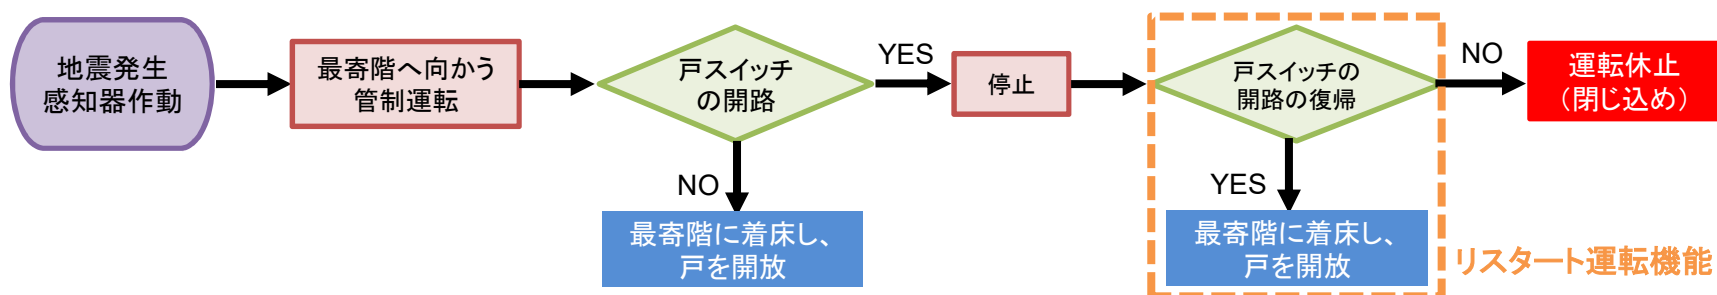 地震発生
感知器作動
最寄階へ向かう
管制運転
戸スイッチ
の開路
YES
停止
戸スイッチの
開路の復帰
NO
運転休止
（閉じ込め）
NO
最寄階に着床し、
戸を開放
YES
最寄階に着床し、
戸を開放
リスタート運転機能